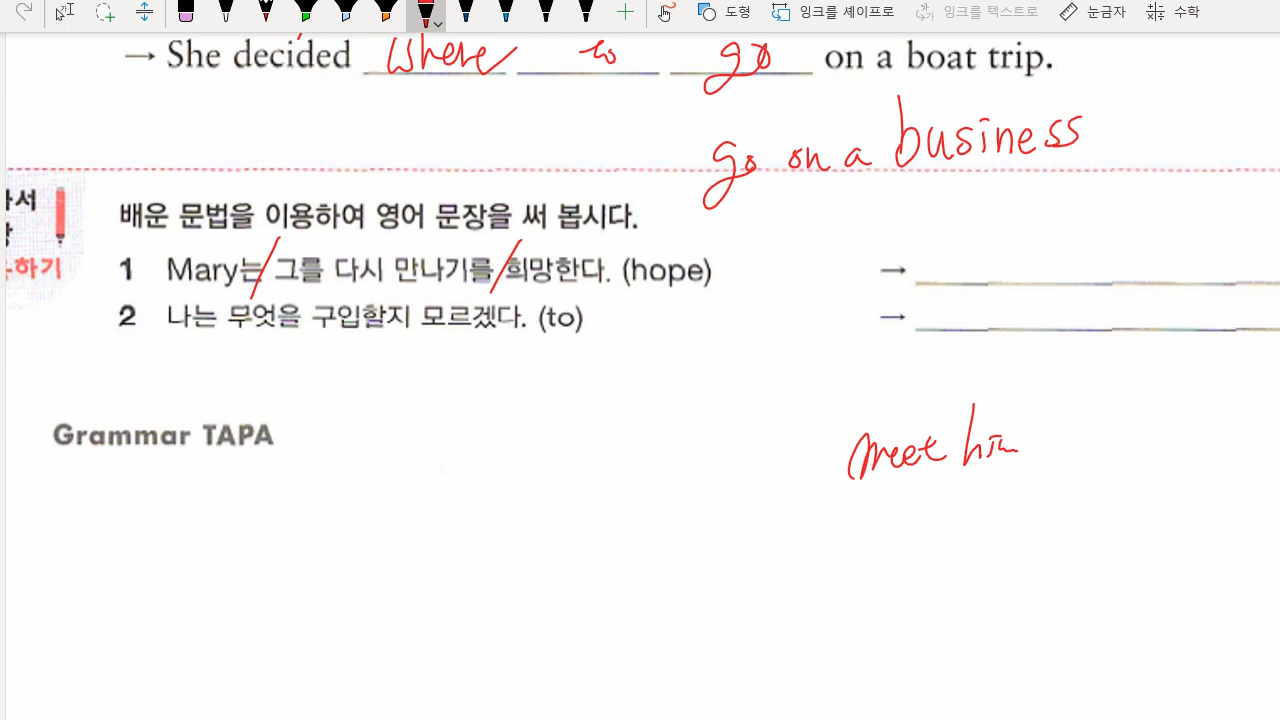 도형 잉크를 셰이프로 잉크를 텍스트로 눈금자 수학
→ She decided where to go on a boat trip.
go on a business
배운 문법을 이용하여 영어 문장을 써 봅시다.
하기
1 Mary는 그를 다시 만나기를 희망한다. (hope) →
2 나는 무엇을 구입할지 모르겠다. (to) →
Grammar TAPA
meet him